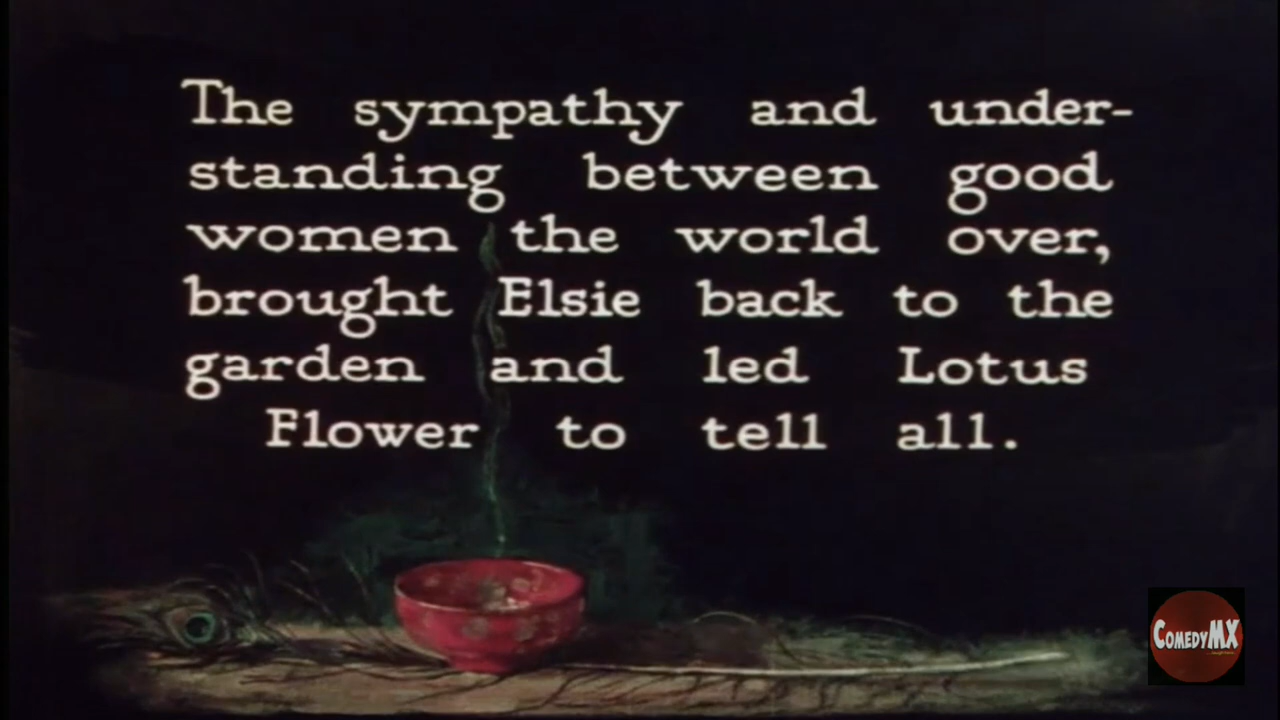 The sympathy and under-
standing between good
women the world over,
brought Elsie back to the
garden and led Lotus
Flower to tell all.
COMEDYMX